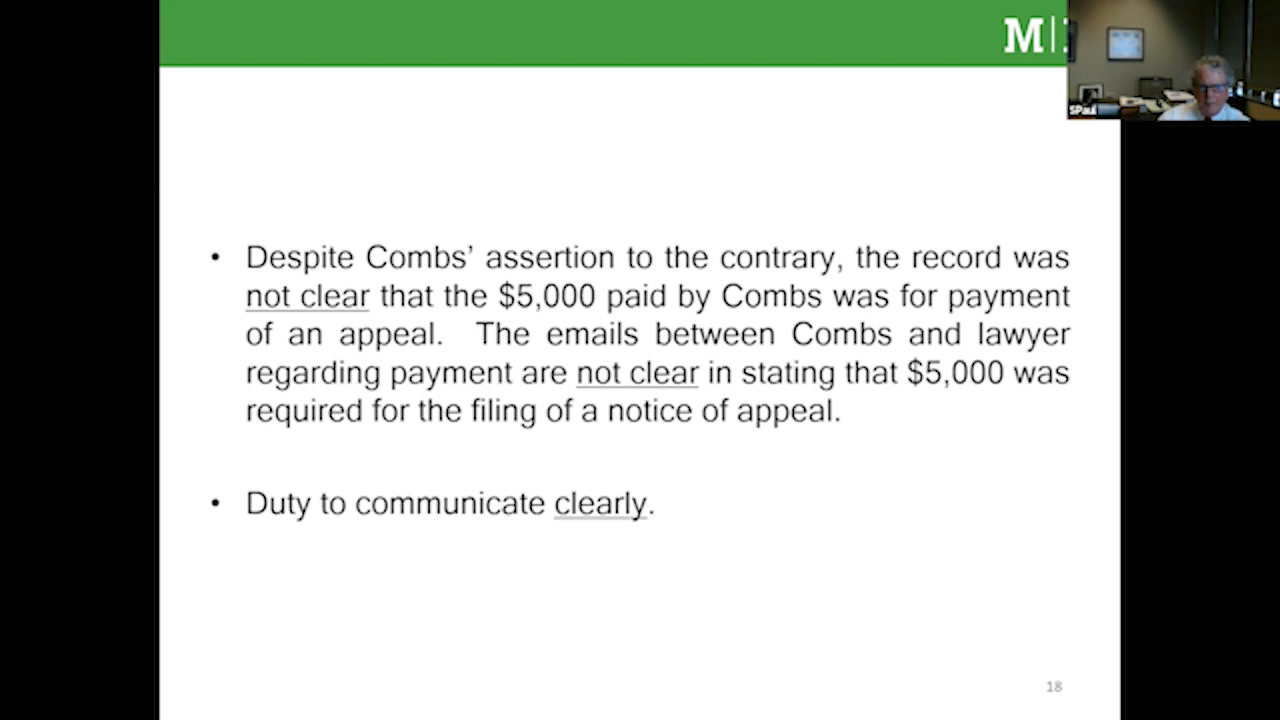 M|
SPaul
• Despite Combs’ assertion to the contrary, the record was
not clear that the $5,000 paid by Combs was for payment
of an appeal. The emails between Combs and lawyer
regarding payment are not clear in stating that $5,000 was
required for the filing of a notice of appeal.
• Duty to communicate clearly.
18